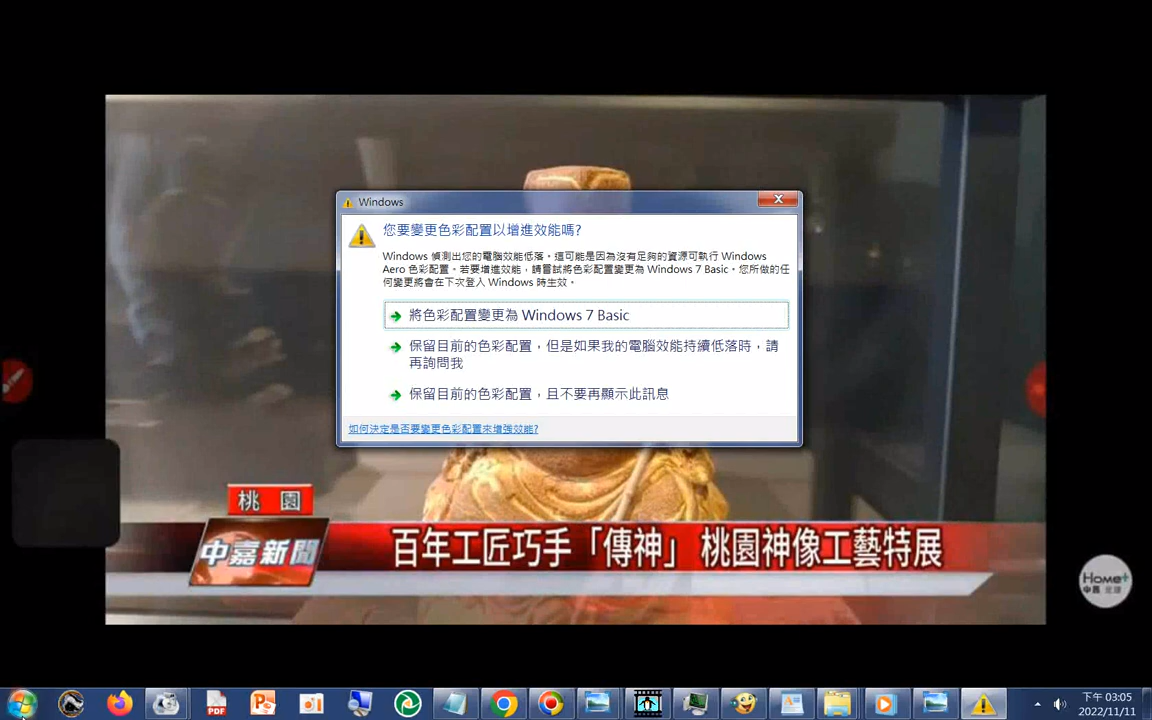 Windows
您要變更色彩配置以增進效能嗎?
Windows 偵測出您的電腦效能低落。這可能是因為沒有足夠的資源可執行 Windows
Aero 色彩配置。若要增進效能，請嘗試將色彩配置變更為 Windows 7 Basic。您所做的任
何變更將會在下次登入 Windows 時生效。
將色彩配置變更為 Windows 7 Basic
保留目前的色彩配置，但是如果我的電腦效能持續低落時，請
再詢問我
保留目前的色彩配置，且不要再顯示此訊息
如何決定是否要變更色彩配置來增強效能?
桃園
中嘉新聞
百年工匠巧手「傳神」 桃園神像工藝特展
Home+
中嘉
PDF
下午 03:05
2022/11/11